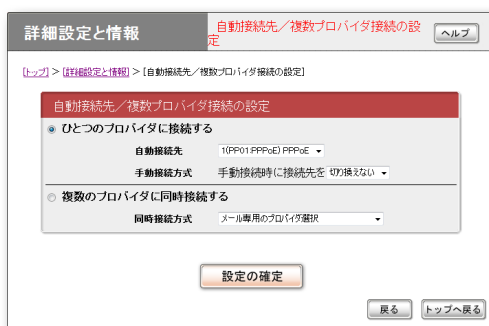 詳細設定と情報
自動接続先／複数プロバイダ接続の設定
ヘルプ
[トップ] > [詳細設定と情報] > [自動接続先／複数プロバイダ接続の設定]
自動接続先／複数プロバイダ接続の設定
ひとつのプロバイダに接続する
自動接続先 1(PP01:PPPoE) PPPoE
手動接続方式 手動接続時に接続先を 切り換えない
複数のプロバイダに同時接続する
同時接続方式 メール専用のプロバイダ選択
設定の確定
戻る トップへ戻る